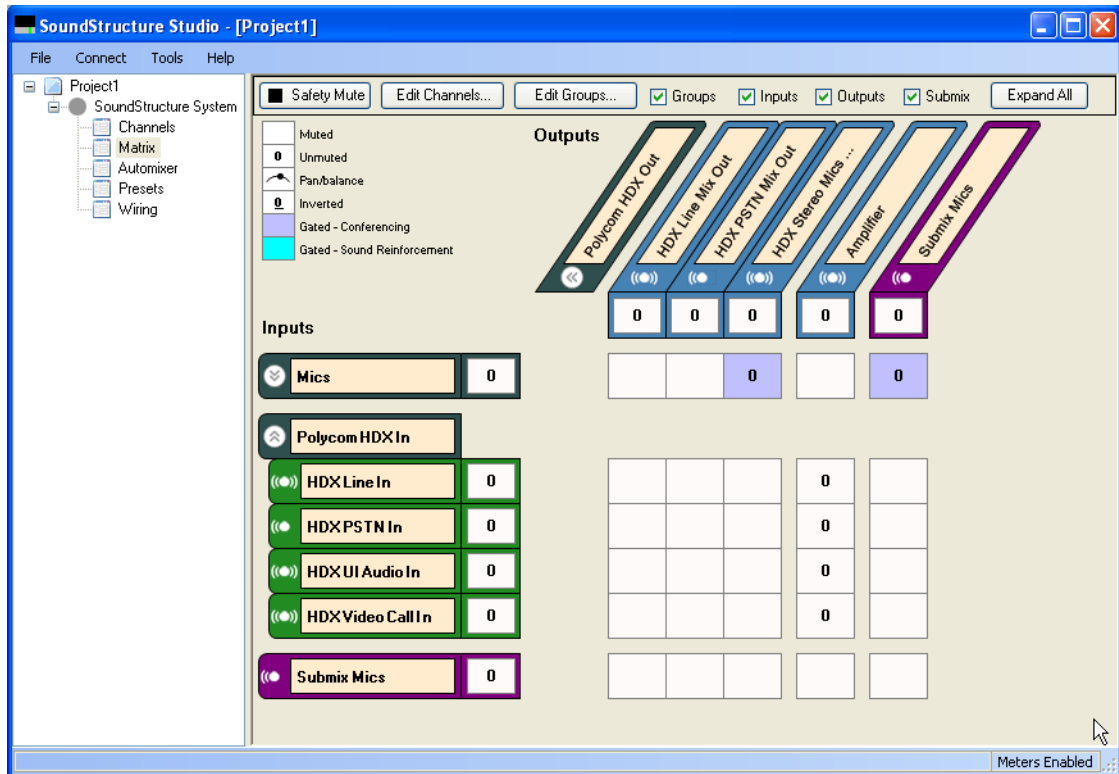 SoundStructure Studio - [Project1]
File Connect Tools Help
Project1
SoundStructure System
Channels
Matrix
Automixer
Presets
Wiring
Safety Mute Edit Channels... Edit Groups... Groups Inputs Outputs Submix Expand All
Muted
0 Unmuted
Pan/balance
0 Inverted
Gated - Conferencing
Gated - Sound Reinforcement
Outputs
Polycom HDX Out
HDX Line Mix Out
HDX PSTN Mix Out
HDX Stereo Mics ...
Amplifier
Submix Mics
0 0 0 0 0
Inputs
Mics 0 0 0
Polycom HDX In
HDX Line In 0 0
HDX PSTN In 0 0
HDX UI Audio In 0 0
HDX Video Call In 0 0
Submix Mics 0
Meters Enabled